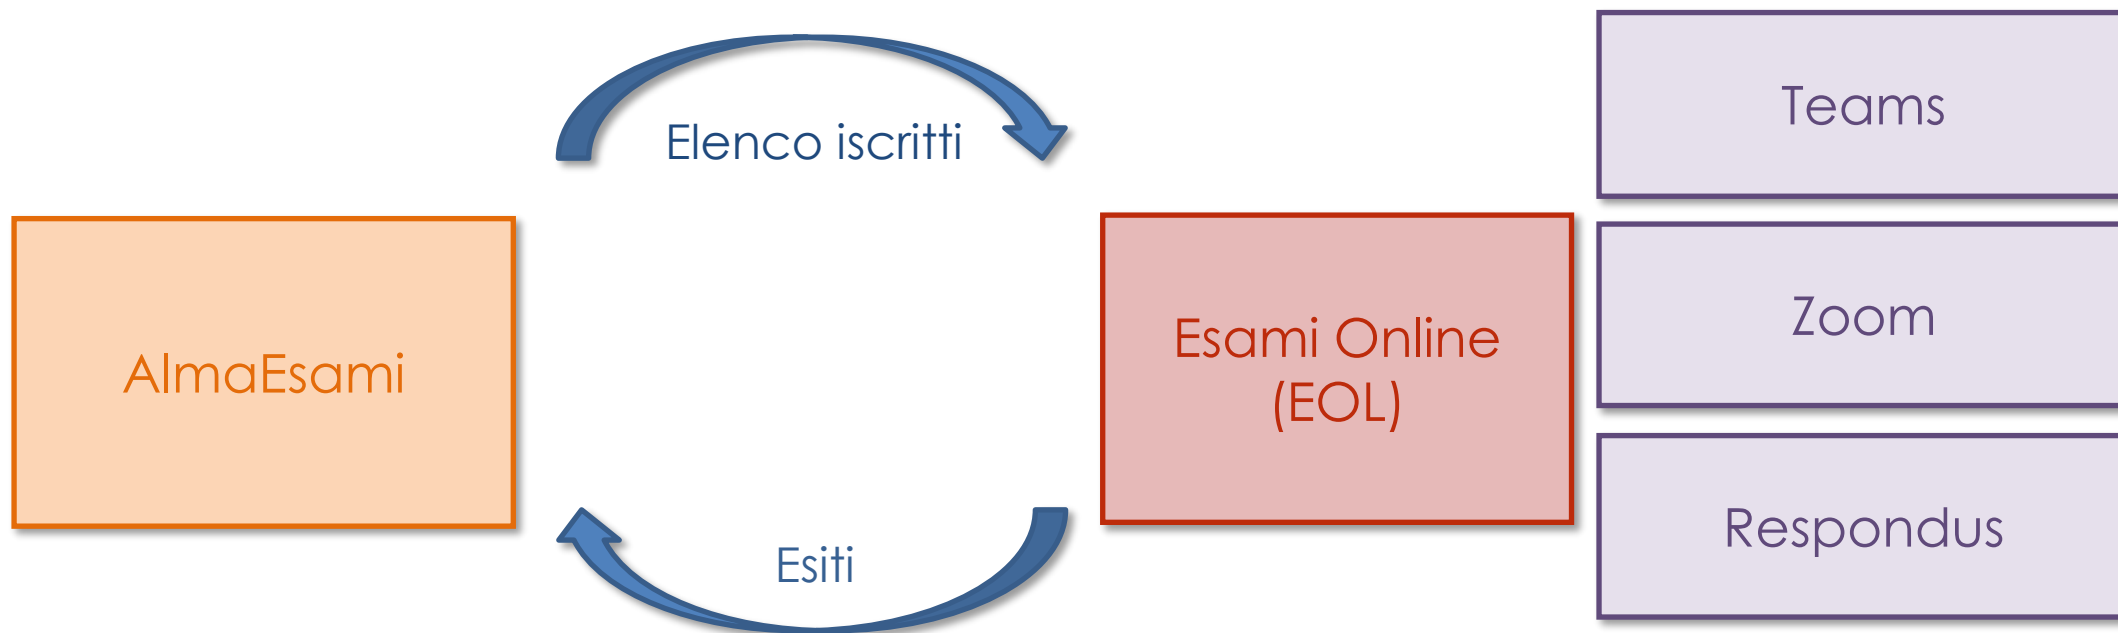 Elenco iscritti
AlmaEsami
Esami Online
(EOL)
Esiti
Teams
Zoom
Respondus